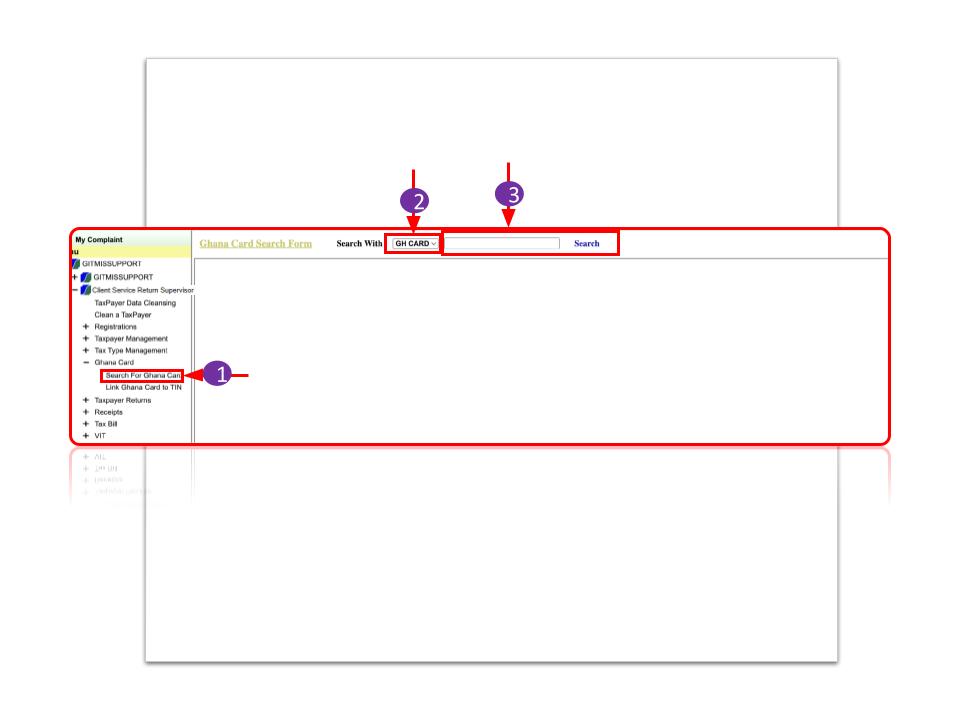 2
3
My Complaint
Ghana Card Search Form Search With GH CARD Search
nu
GITMISSUPPORT
+ GITMISSUPPORT
− Client Service Return Supervisor
TaxPayer Data Cleansing
Clean a TaxPayer
+ Registrations
+ Taxpayer Management
+ Tax Type Management
− Ghana Card
Search For Ghana Card
1
Link Ghana Card to TIN
+ Taxpayer Returns
+ Receipts
+ Tax Bill
+ VIT